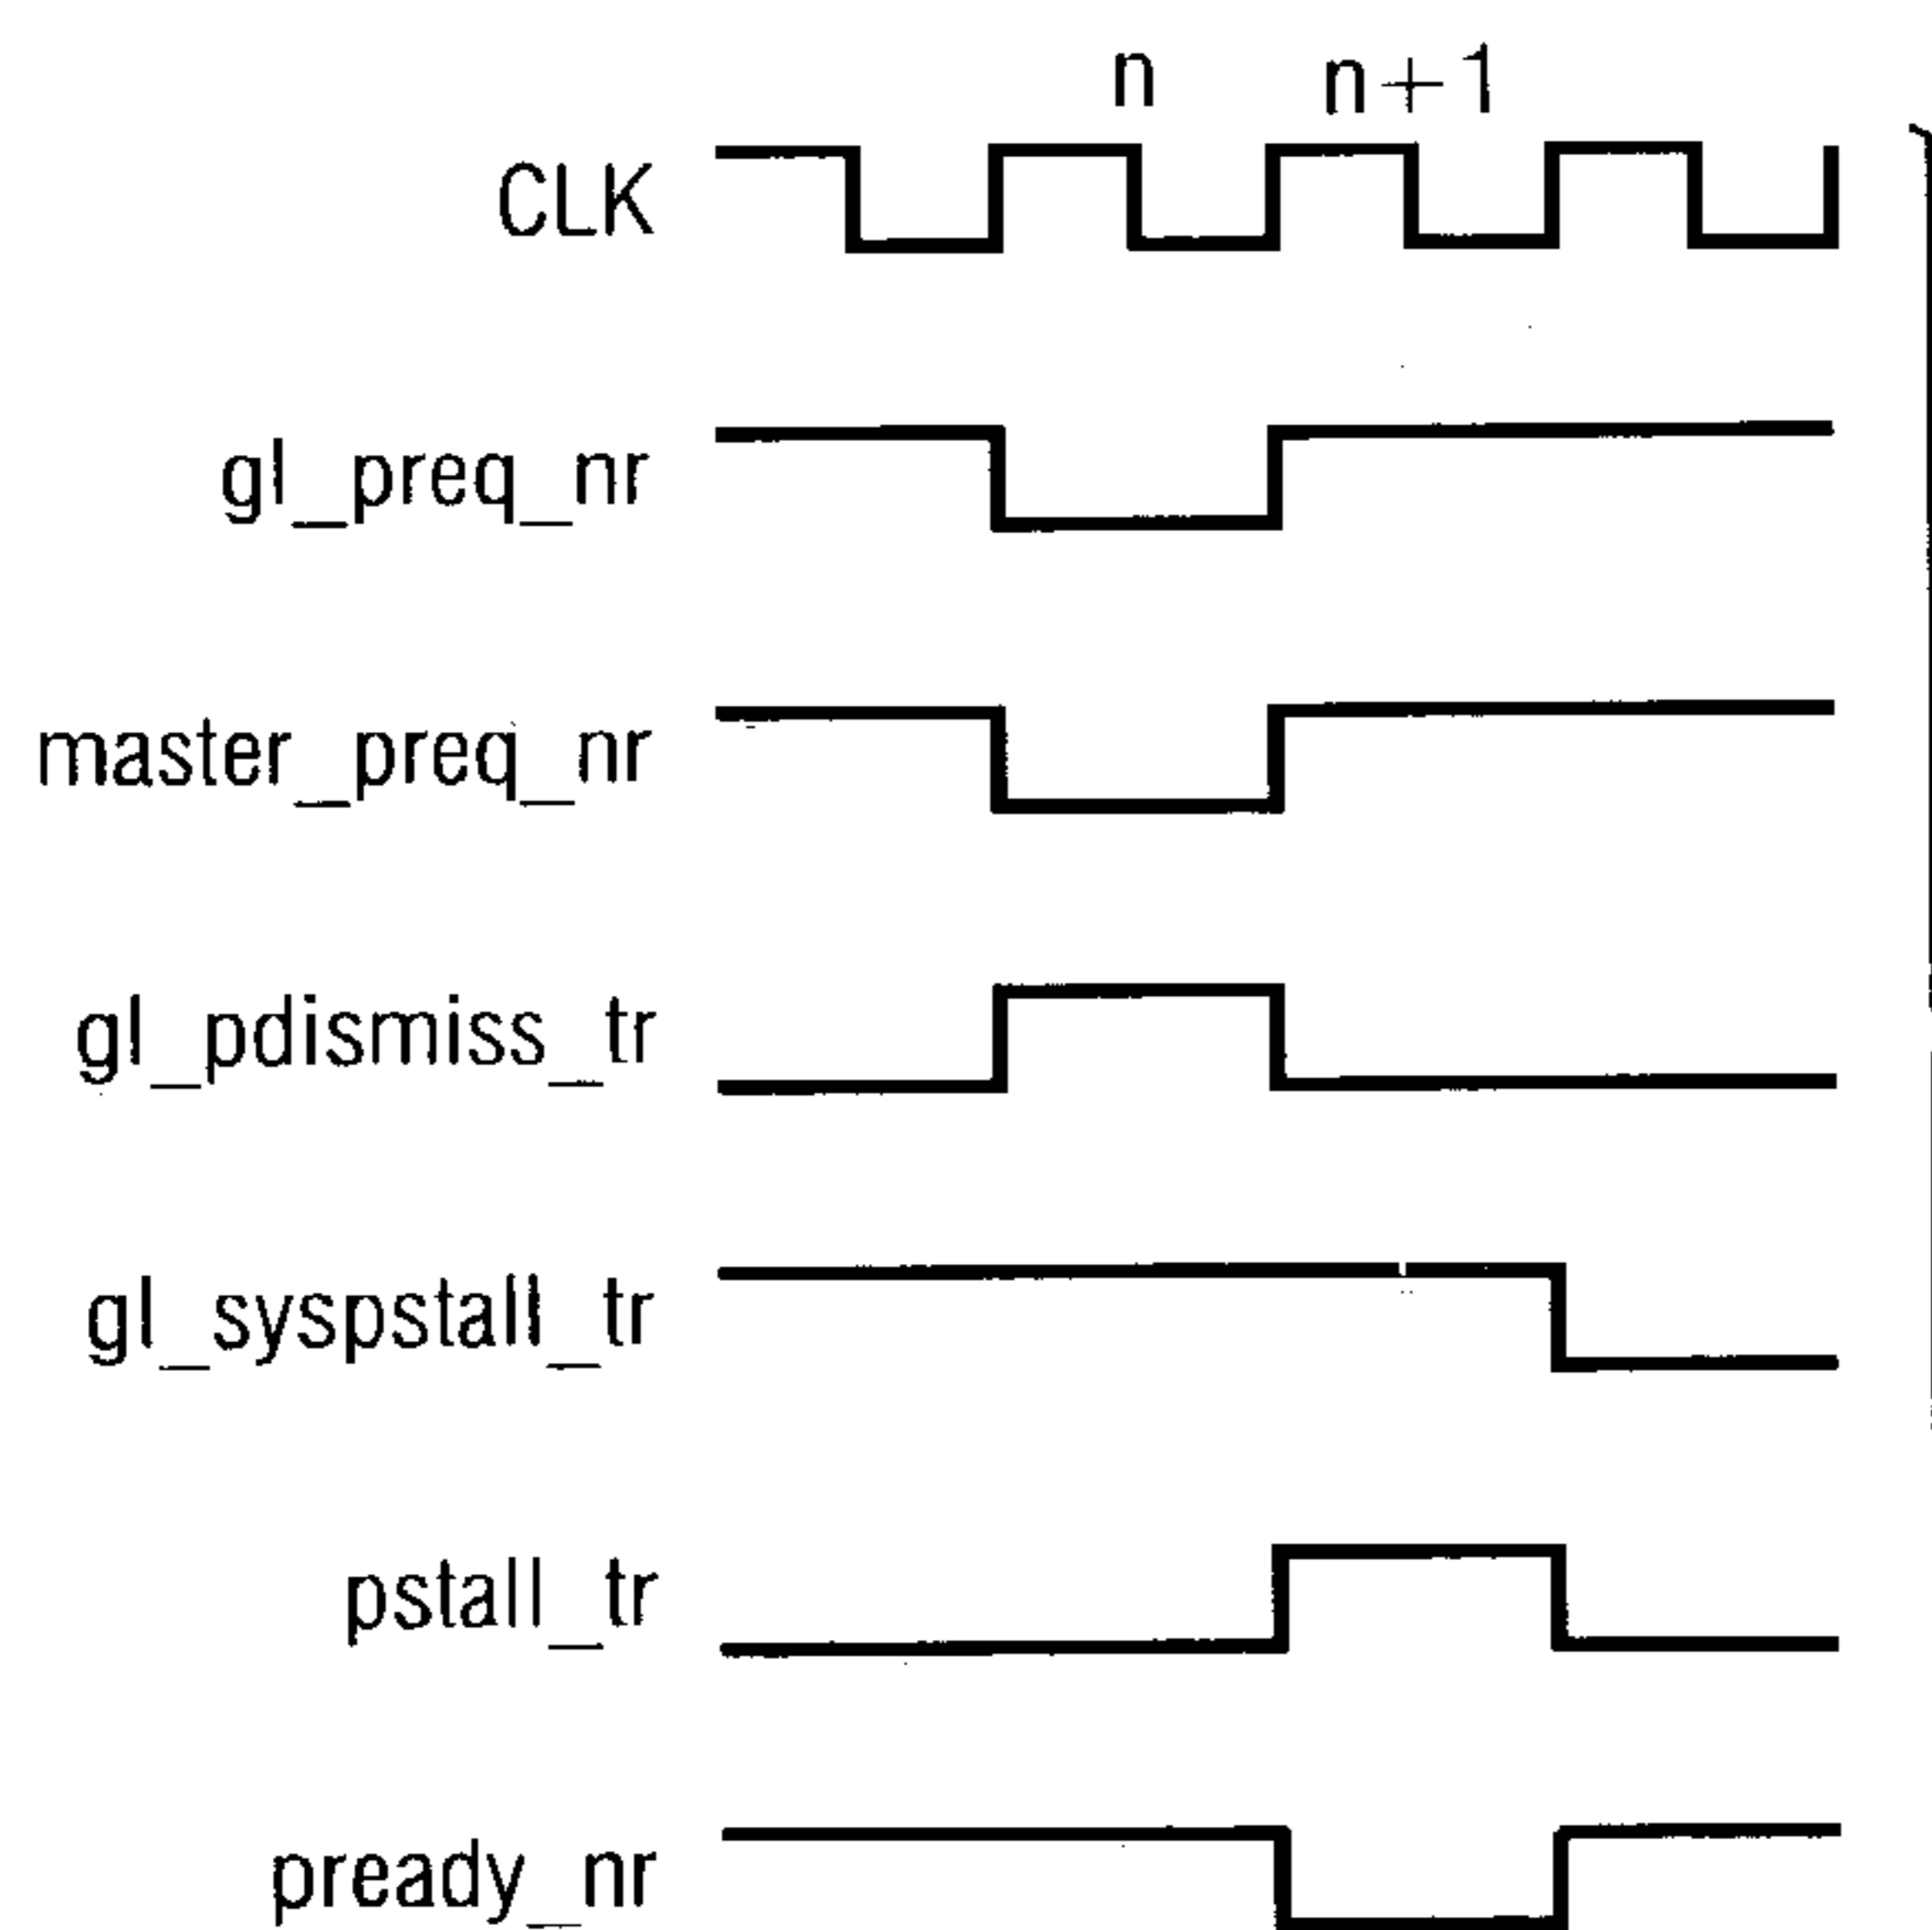 n n+1
CLK
gl_preq_nr
master_preq_nr
gl_pdismiss_tr
gl_syspstall_tr
pstall_tr
pready_nr